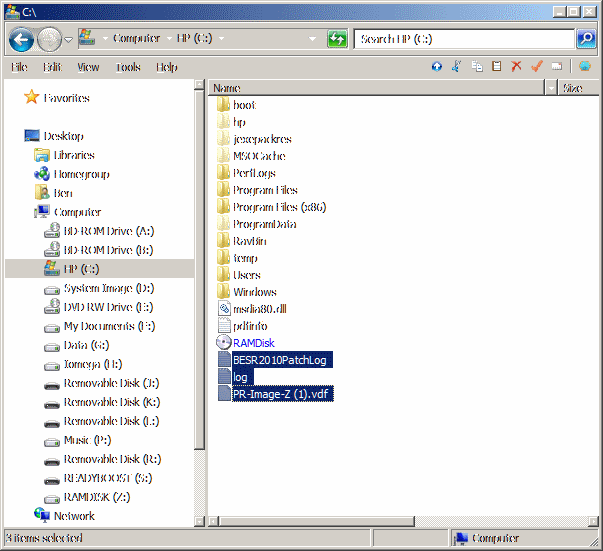 C:\
Computer HP (C:) Search HP (C:)
File Edit View Tools Help
Name Size
Favorites
Desktop
Libraries
Homegroup
Ben
Computer
BD-ROM Drive (A:)
BD-ROM Drive (B:)
HP (C:)
System Image (D:)
DVD RW Drive (E:)
My Documents (F:)
Data (G:)
Iomega (H:)
Removable Disk (J:)
Removable Disk (K:)
Removable Disk (L:)
Music (P:)
Removable Disk (R:)
READYBOOST (S:)
RAMDISK (Z:)
Network
boot
hp
jexepackres
MSOCache
PerfLogs
Program Files
Program Files (x86)
ProgramData
RavBin
temp
Users
Windows
msdia80.dll
pdfinfo
RAMDisk
BESR2010PatchLog
log
PR-Image-Z (1).vdf
3 items selected Computer